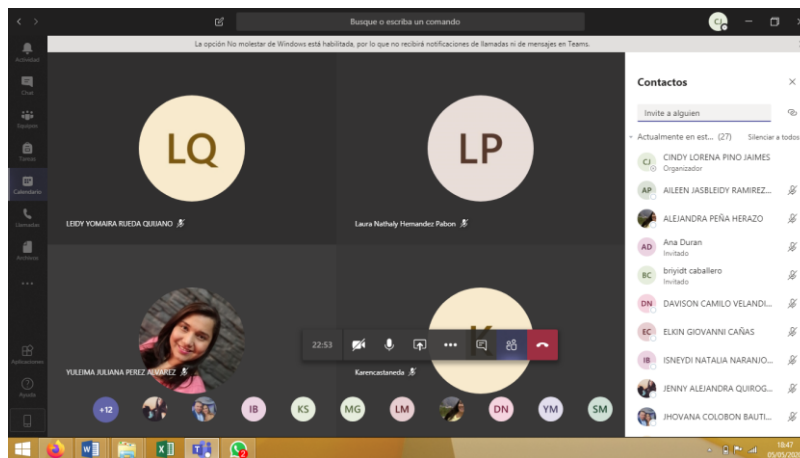 Busque o escriba un comando
CJ
La opción No molestar de Windows está habilitada, por lo que no recibirá notificaciones de llamadas ni de mensajes en Teams.
Actividad
Chat
Equipos
Tareas
Calendario
Llamadas
Archivos
Aplicaciones
Ayuda
LQ
LEIDY YOMAIRA RUEDA QUIJANO
LP
Laura Nathaly Hernandez Pabon
YULEIMA JULIANA PEREZ ALVAREZ
K
Karencastaneda
22:53
+12
IB
KS
MG
LM
DN
YM
SM
Contactos
Invite a alguien
Actualmente en est... (27) Silenciar a todos
CJ CINDY LORENA PINO JAIMES
Organizador
AP AILEEN JASBLEIDY RAMIREZ...
ALEJANDRA PEÑA HERAZO
AD Ana Duran
Invitado
BC briyidt caballero
Invitado
DN DAVISON CAMILO VELANDI...
EC ELKIN GIOVANNI CAÑAS
IB ISNEYDI NATALIA NARANJO...
JENNY ALEJANDRA QUIROG...
JHOVANA COLOBON BAUTI...
2
18:47